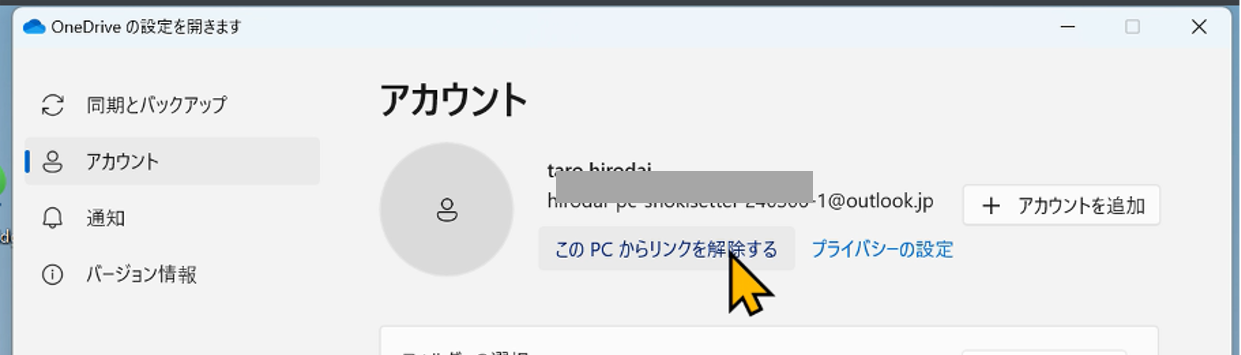 OneDrive の設定を開きます
同期とバックアップ
アカウント
通知
バージョン情報
アカウント
taro hirodai
-1@outlook.jp
アカウントを追加
この PC からリンクを解除する
プライバシーの設定